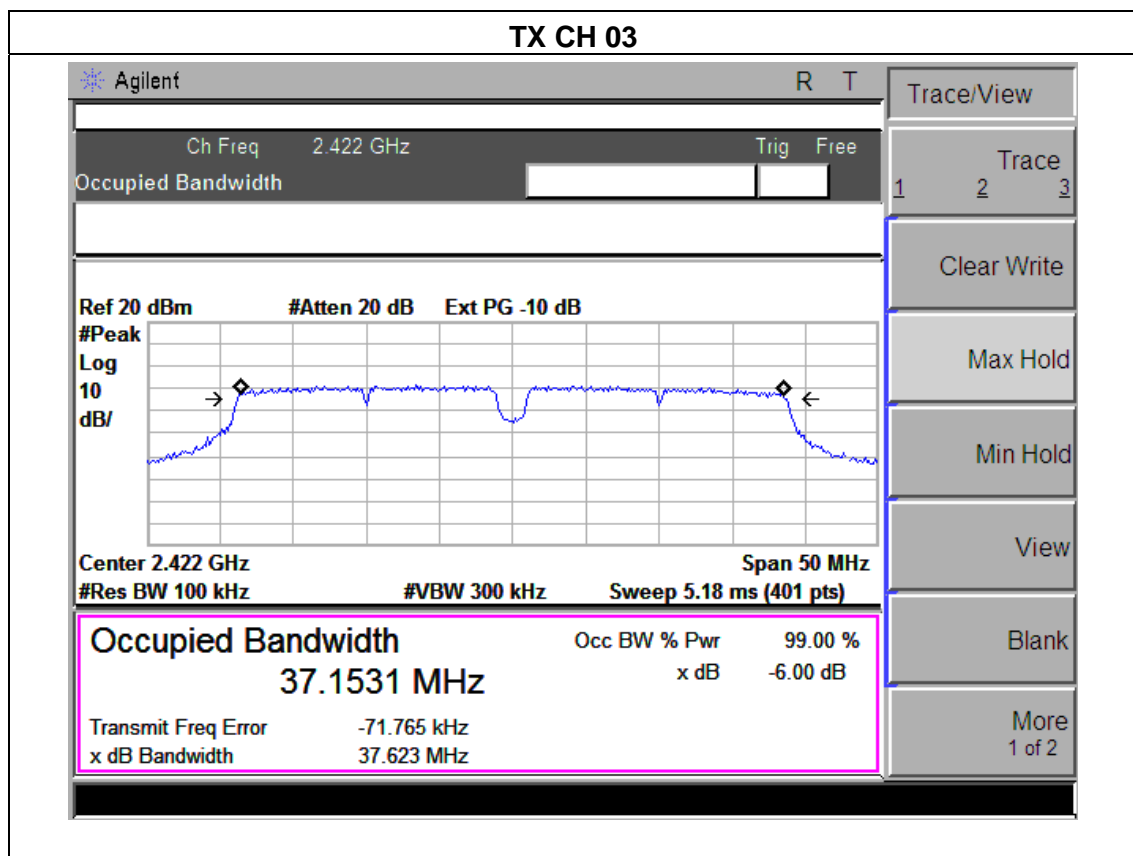 TX CH 03
Agilent R T
Trace/View
Ch Freq 2.422 GHz Trig Free
Occupied Bandwidth
Trace
1 2 3
Clear Write
Max Hold
Min Hold
View
Blank
More
1 of 2
Ref 20 dBm #Atten 20 dB Ext PG -10 dB
#Peak
Log
10
dB/
Center 2.422 GHz Span 50 MHz
#Res BW 100 kHz #VBW 300 kHz Sweep 5.18 ms (401 pts)
Occupied Bandwidth Occ BW % Pwr 99.00 %
37.1531 MHz x dB -6.00 dB
Transmit Freq Error -71.765 kHz
x dB Bandwidth 37.623 MHz